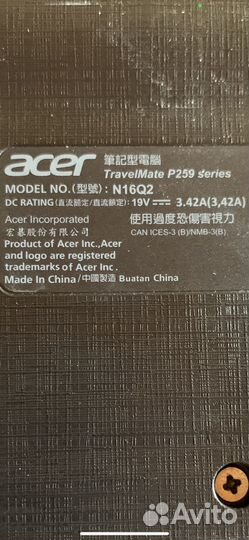 acer 筆記型電腦
TravelMate P259 series
MODEL NO.(型號): N16Q2
DC RATING(直流額定/直流額定): 19V ⎓ 3.42A(3,42A)
Acer Incorporated 使用過度恐傷害視力
宏碁股份有限公司 CAN ICES-3 (B)/NMB-3(B)
Product of Acer Inc.,Acer
and logo are registered
trademarks of Acer Inc.
Made in China/中國製造 Buatan China
Avito